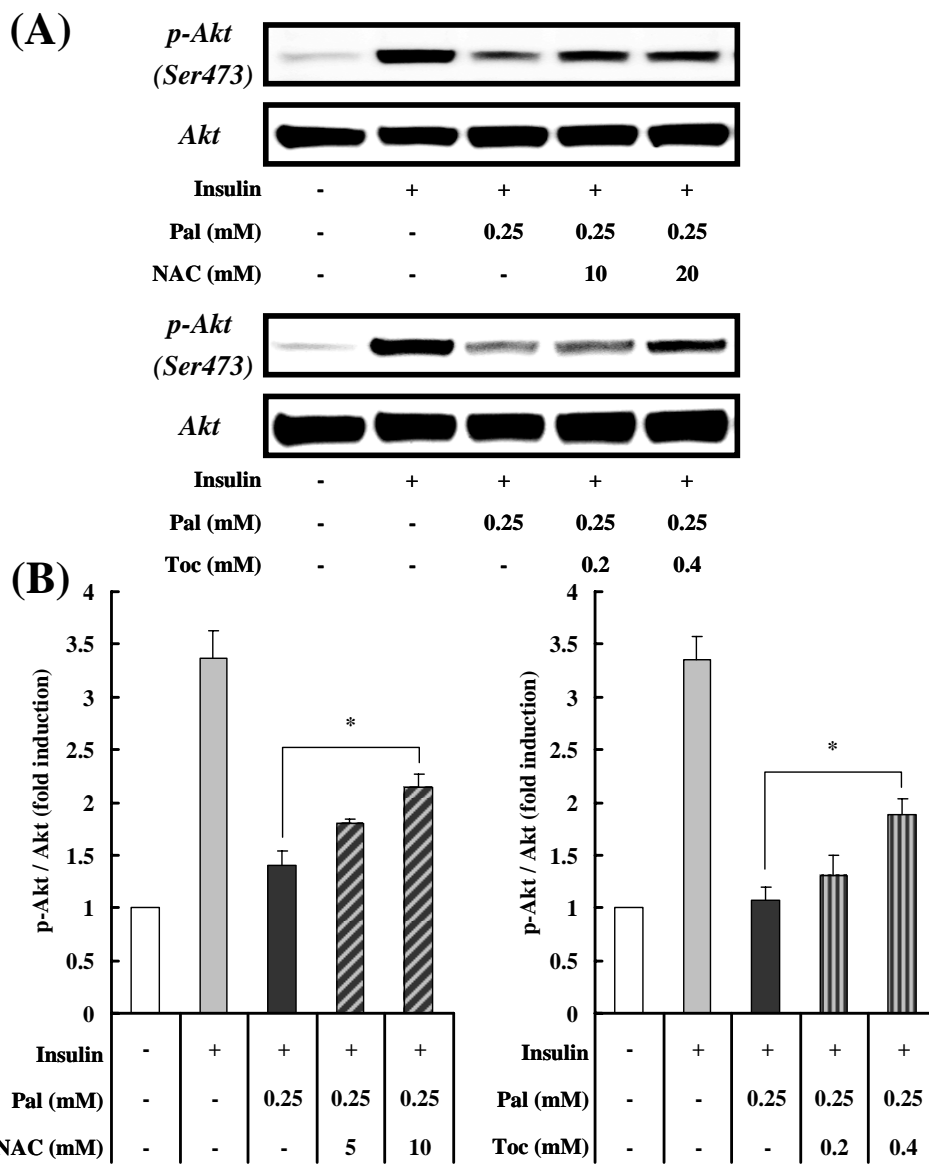 (A)
p-Akt
(Ser473)
Akt
Insulin - + + + +
Pal (mM) - - 0.25 0.25 0.25
NAC (mM) - - - 10 20
p-Akt
(Ser473)
Akt
Insulin - + + + +
Pal (mM) - - 0.25 0.25 0.25
Toc (mM) - - - 0.2 0.4
(B)
p-Akt / Akt (fold induction)
4
3.5
3
2.5
2
1.5
1
0.5
0
*
Insulin - + + + +
Pal (mM) - - 0.25 0.25 0.25
NAC (mM) - - - 5 10
p-Akt / Akt (fold induction)
4
3.5
3
2.5
2
1.5
1
0.5
0
*
Insulin - + + + +
Pal (mM) - - 0.25 0.25 0.25
Toc (mM) - - - 0.2 0.4